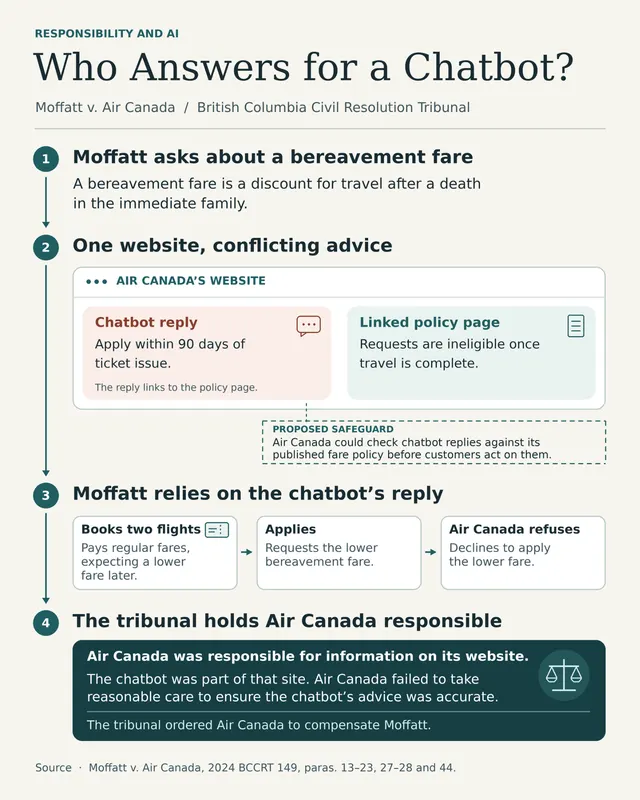 RESPONSIBILITY AND AI
Who Answers for a Chatbot?
Moffatt v. Air Canada / British Columbia Civil Resolution Tribunal
1
Moffatt asks about a bereavement fare
A bereavement fare is a discount for travel after a death
in the immediate family.
2
One website, conflicting advice
AIR CANADA’S WEBSITE
Chatbot reply
Apply within 90 days of
ticket issue.
The reply links to the policy page.
Linked policy page
Requests are ineligible once
travel is complete.
PROPOSED SAFEGUARD
Air Canada could check chatbot replies against its
published fare policy before customers act on them.
3
Moffatt relies on the chatbot’s reply
Books two flights
Pays regular fares,
expecting a lower
fare later.
Applies
Requests the lower
bereavement fare.
Air Canada refuses
Declines to apply
the lower fare.
4
The tribunal holds Air Canada responsible
Air Canada was responsible for information on its website.
The chatbot was part of that site. Air Canada failed to take
reasonable care to ensure the chatbot’s advice was accurate.
The tribunal ordered Air Canada to compensate Moffatt.
Source · Moffatt v. Air Canada, 2024 BCCRT 149, paras. 13–23, 27–28 and 44.